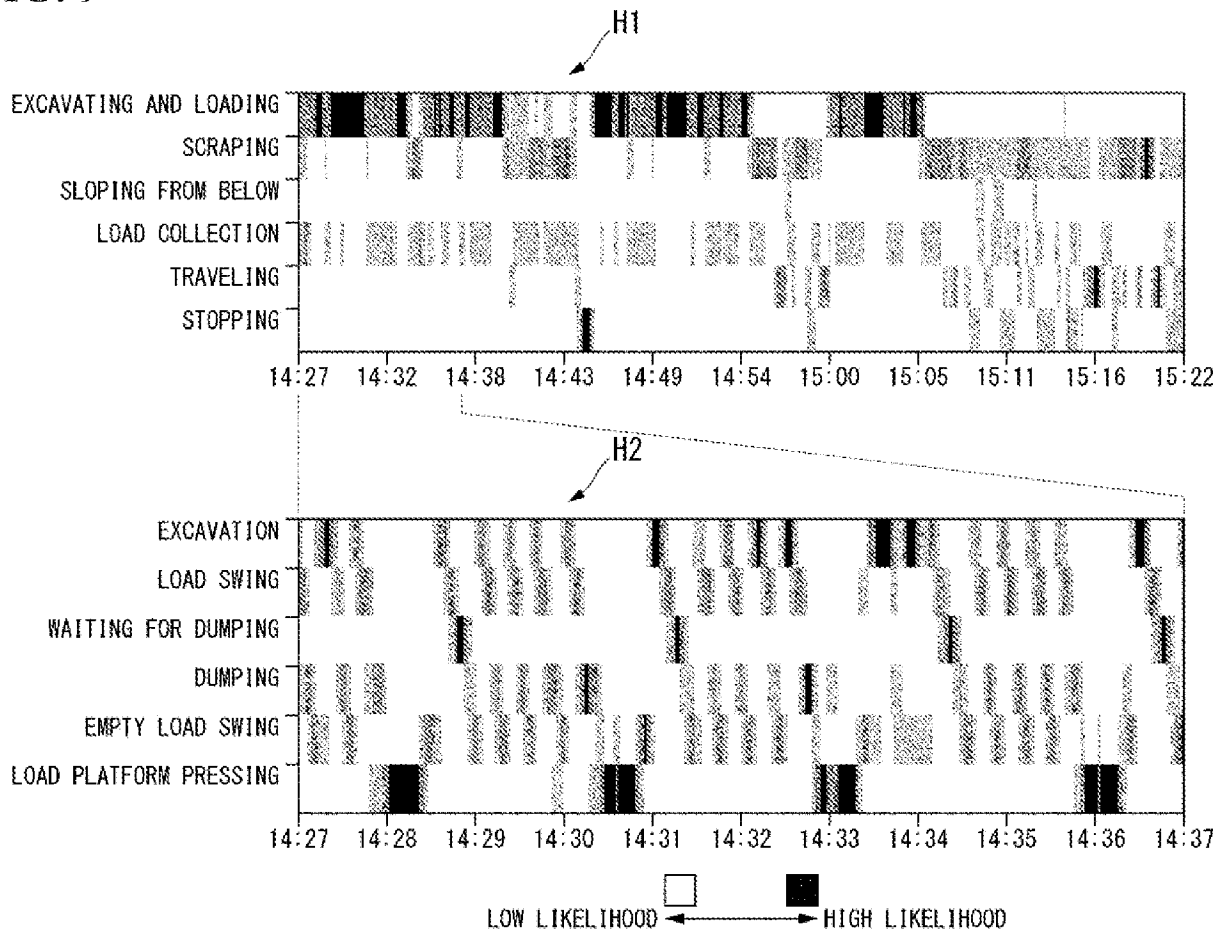 H1
EXCAVATING AND LOADING
SCRAPING
SLOPING FROM BELOW
LOAD COLLECTION
TRAVELING
STOPPING
14:27 14:32 14:38 14:43 14:49 14:54 15:00 15:05 15:11 15:16 15:22
H2
EXCAVATION
LOAD SWING
WAITING FOR DUMPING
DUMPING
EMPTY LOAD SWING
LOAD PLATFORM PRESSING
14:27 14:28 14:29 14:30 14:31 14:32 14:33 14:34 14:35 14:36 14:37
LOW LIKELIHOOD HIGH LIKELIHOOD